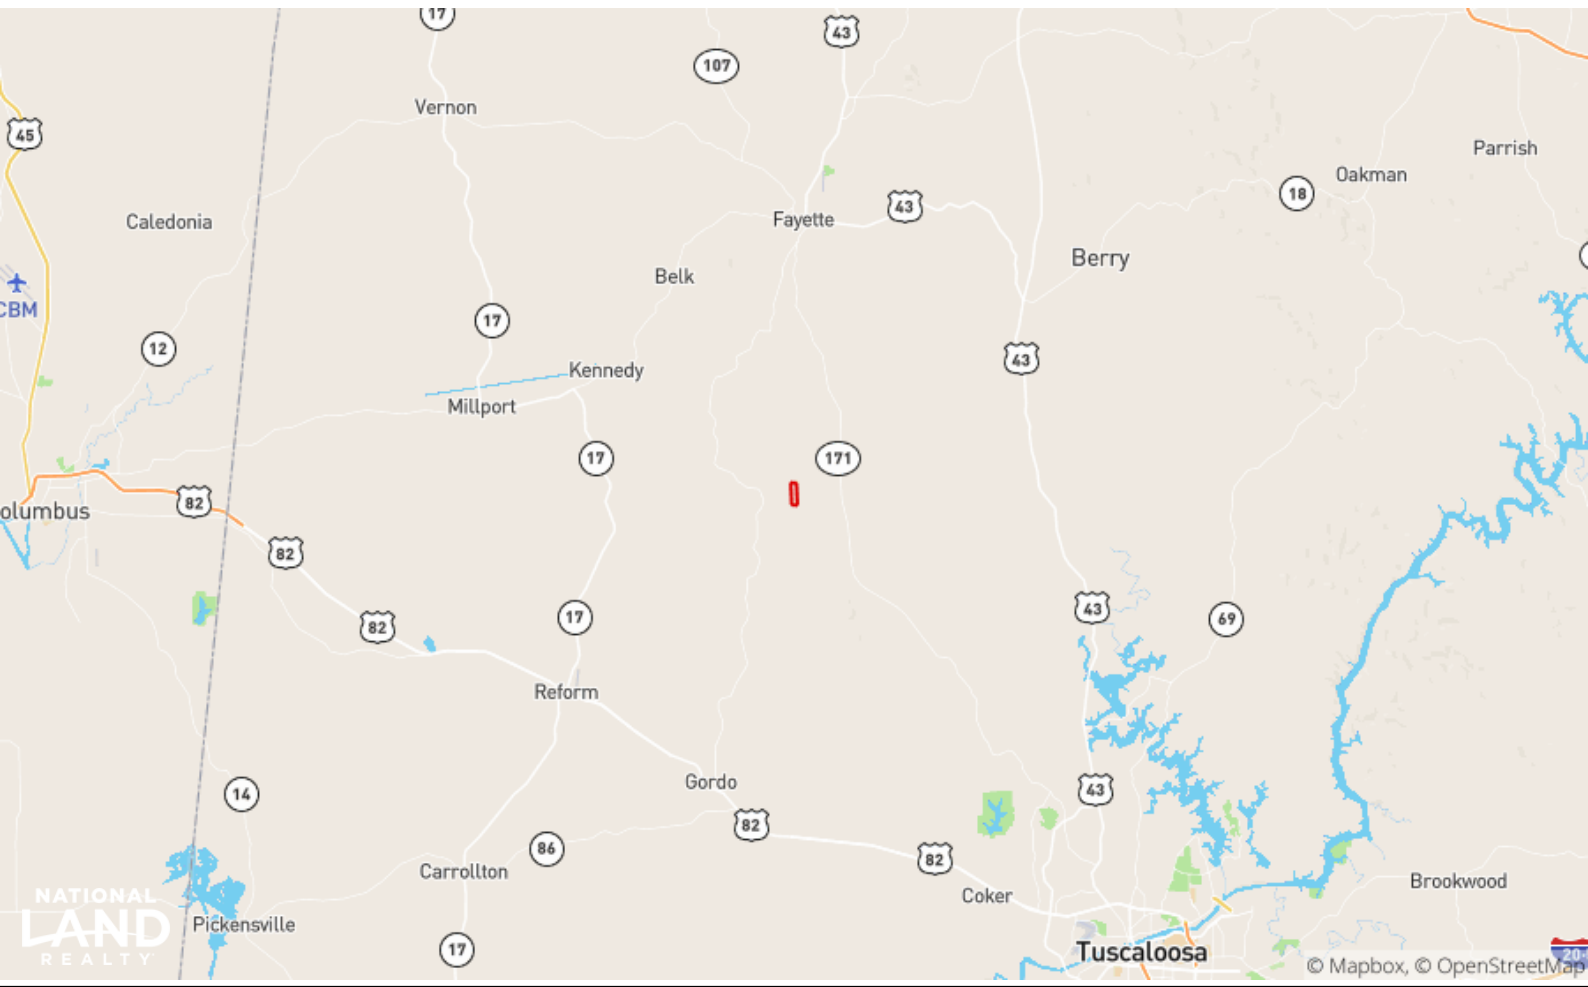 17
43
107
Vernon
45
Parrish
Oakman
18
43
Fayette
Caledonia
Berry
Belk
CBM
17
12
43
Kennedy
Millport
17
171
82
olumbus
82
43
17
69
82
Reform
14
Gordo
43
82
86
82
Carrollton
Brookwood
Coker
NATIONAL
LAND
REALTY
Pickensville
17
Tuscaloosa
20-
© Mapbox, © OpenStreetMap